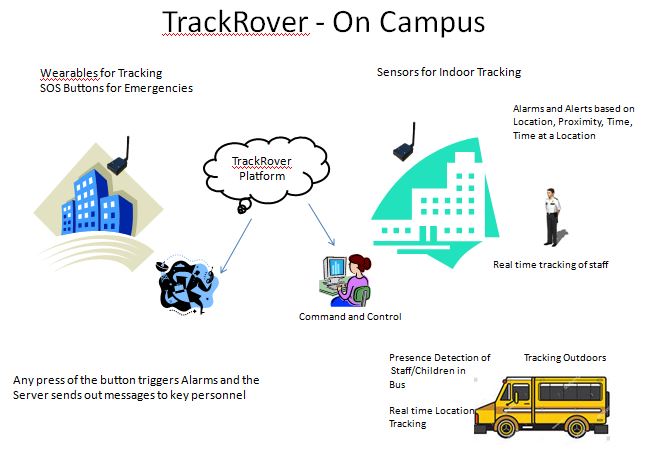 TrackRover - On Campus
Wearables for Tracking
SOS Buttons for Emergencies
Sensors for Indoor Tracking
Alarms and Alerts based on
Location, Proximity, Time,
Time at a Location
TrackRover
Platform
Real time tracking of staff
Command and Control
Any press of the button triggers Alarms and the
Server sends out messages to key personnel
Presence Detection of
Staff/Children in
Bus
Tracking Outdoors
Real time Location
Tracking